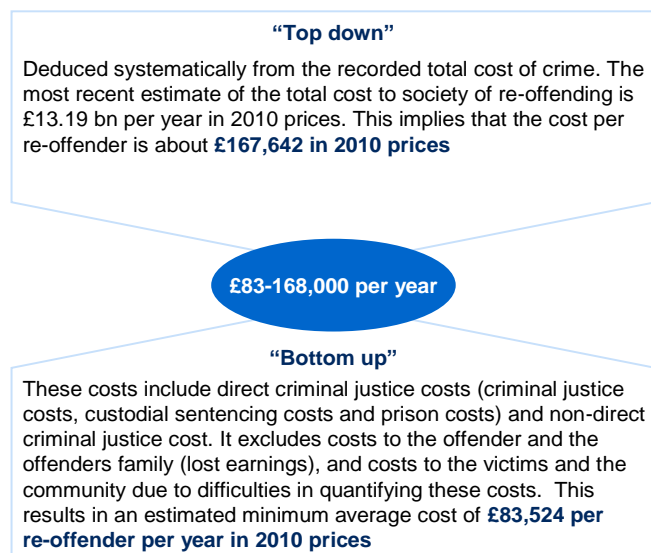 “Top down”
Deduced systematically from the recorded total cost of crime. The
most recent estimate of the total cost to society of re-offending is
£13.19 bn per year in 2010 prices. This implies that the cost per
re-offender is about £167,642 in 2010 prices
£83-168,000 per year
“Bottom up”
These costs include direct criminal justice costs (criminal justice
costs, custodial sentencing costs and prison costs) and non-direct
criminal justice cost. It excludes costs to the offender and the
offenders family (lost earnings), and costs to the victims and the
community due to difficulties in quantifying these costs.  This
results in an estimated minimum average cost of £83,524 per
re-offender per year in 2010 prices